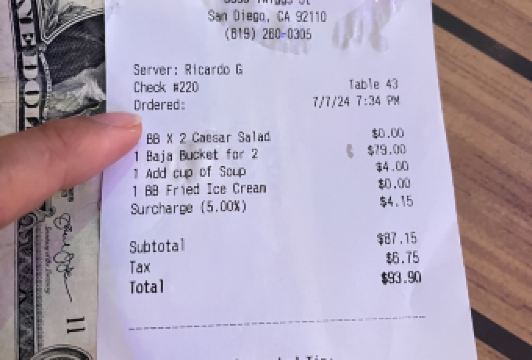 San Diego, CA 92110
(619) 260-0305
Server: Ricardo G
Check #220 Table 43
Ordered: 7/7/24 7:34 PM
BB X 2 Caesar Salad $0.00
1 Baja Bucket for 2 $79.00
1 Add cup of Soup $4.00
1 BB Fried Ice Cream $0.00
Surcharge (5.00%) $4.15
Subtotal $87.15
Tax $6.75
Total $93.90